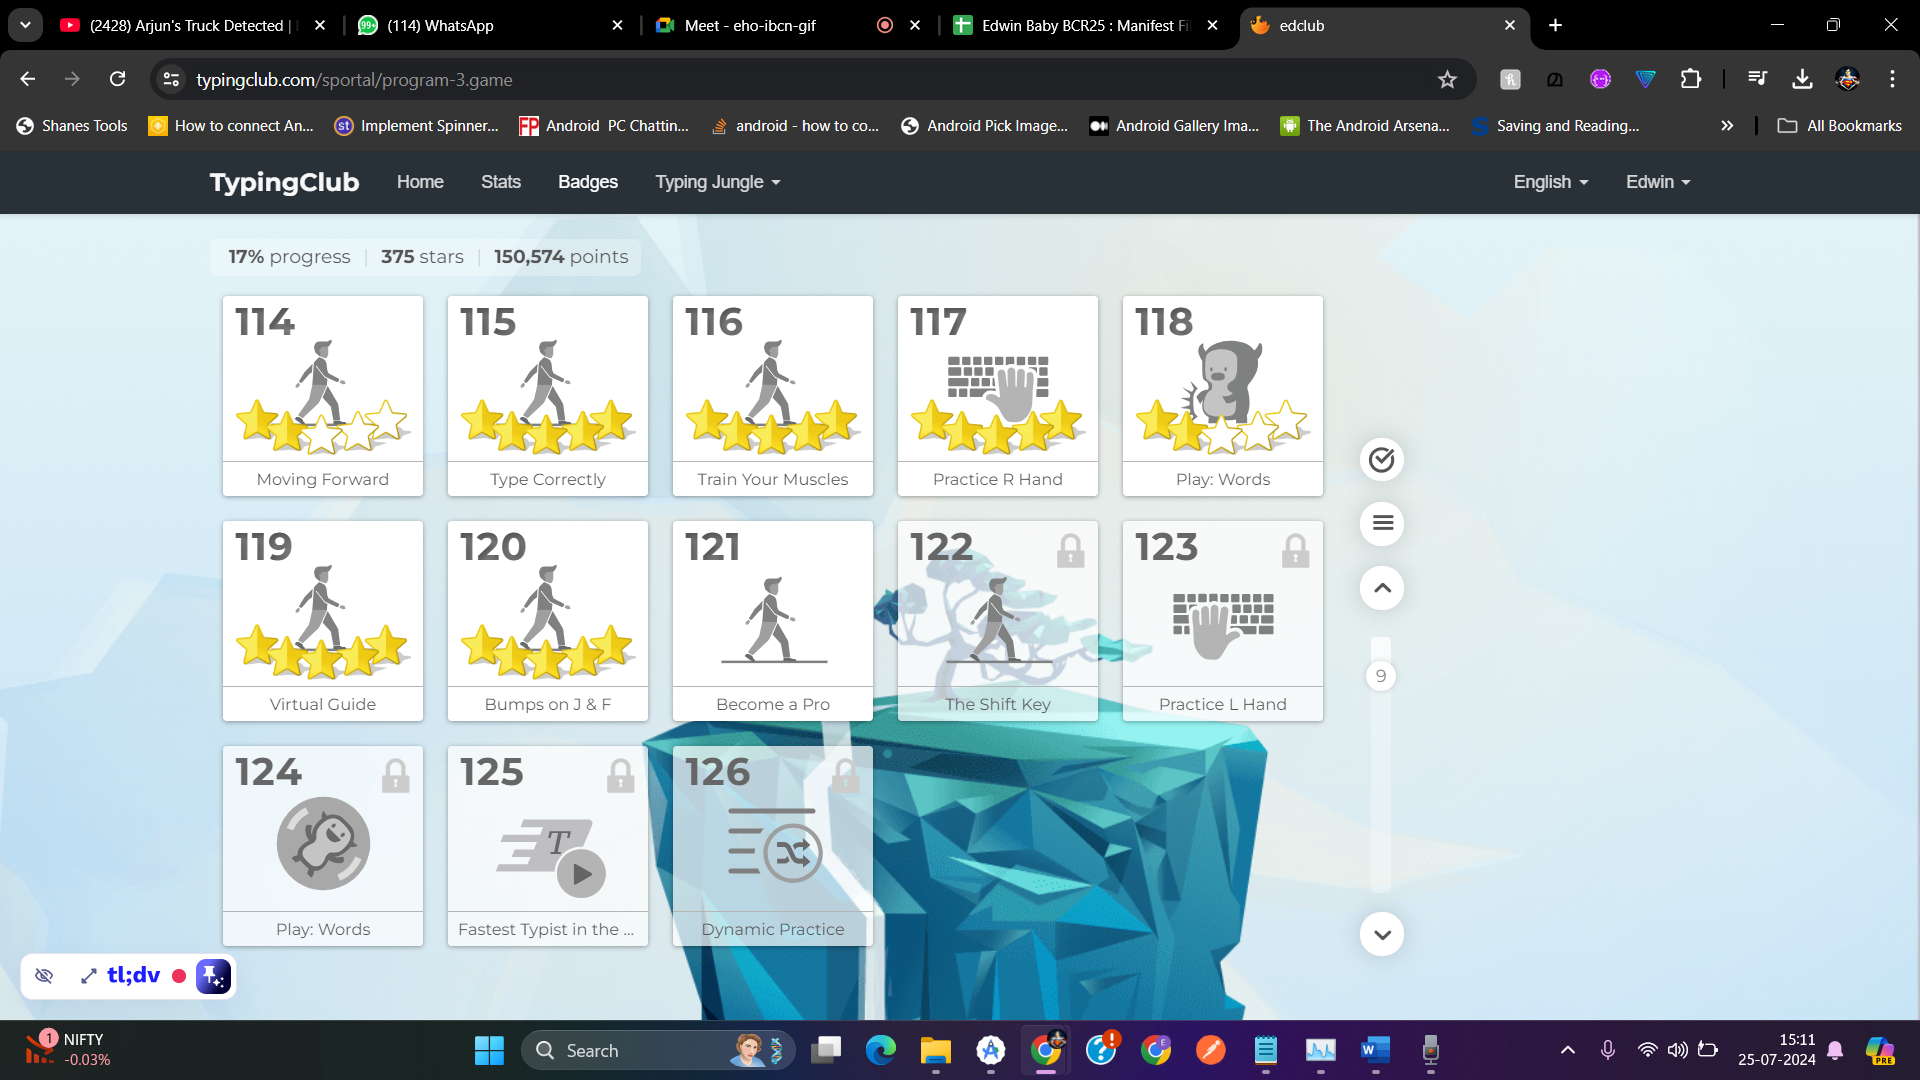 (2428) Arjun's Truck Detected |
(114) WhatsApp
Meet - eho-ibcn-gif
Edwin Baby BCR25 : Manifest Fi
edclub
typingclub.com/sportal/program-3.game
Shanes Tools
How to connect An...
Implement Spinner...
Android PC Chattin...
android - how to co...
Android Pick Image...
Android Gallery Ima...
The Android Arsena...
Saving and Reading...
All Bookmarks
TypingClub
Home
Stats
Badges
Typing Jungle
English
Edwin
17% progress
375 stars
150,574 points
114
Moving Forward
115
Type Correctly
116
Train Your Muscles
117
Practice R Hand
118
Play: Words
119
Virtual Guide
120
Bumps on J & F
121
Become a Pro
122
The Shift Key
123
Practice L Hand
9
124
Play: Words
125
T
Fastest Typist in the ...
126
Dynamic Practice
tl;dv
1
NIFTY
-0.03%
Search
15:11
25-07-2024
PRE